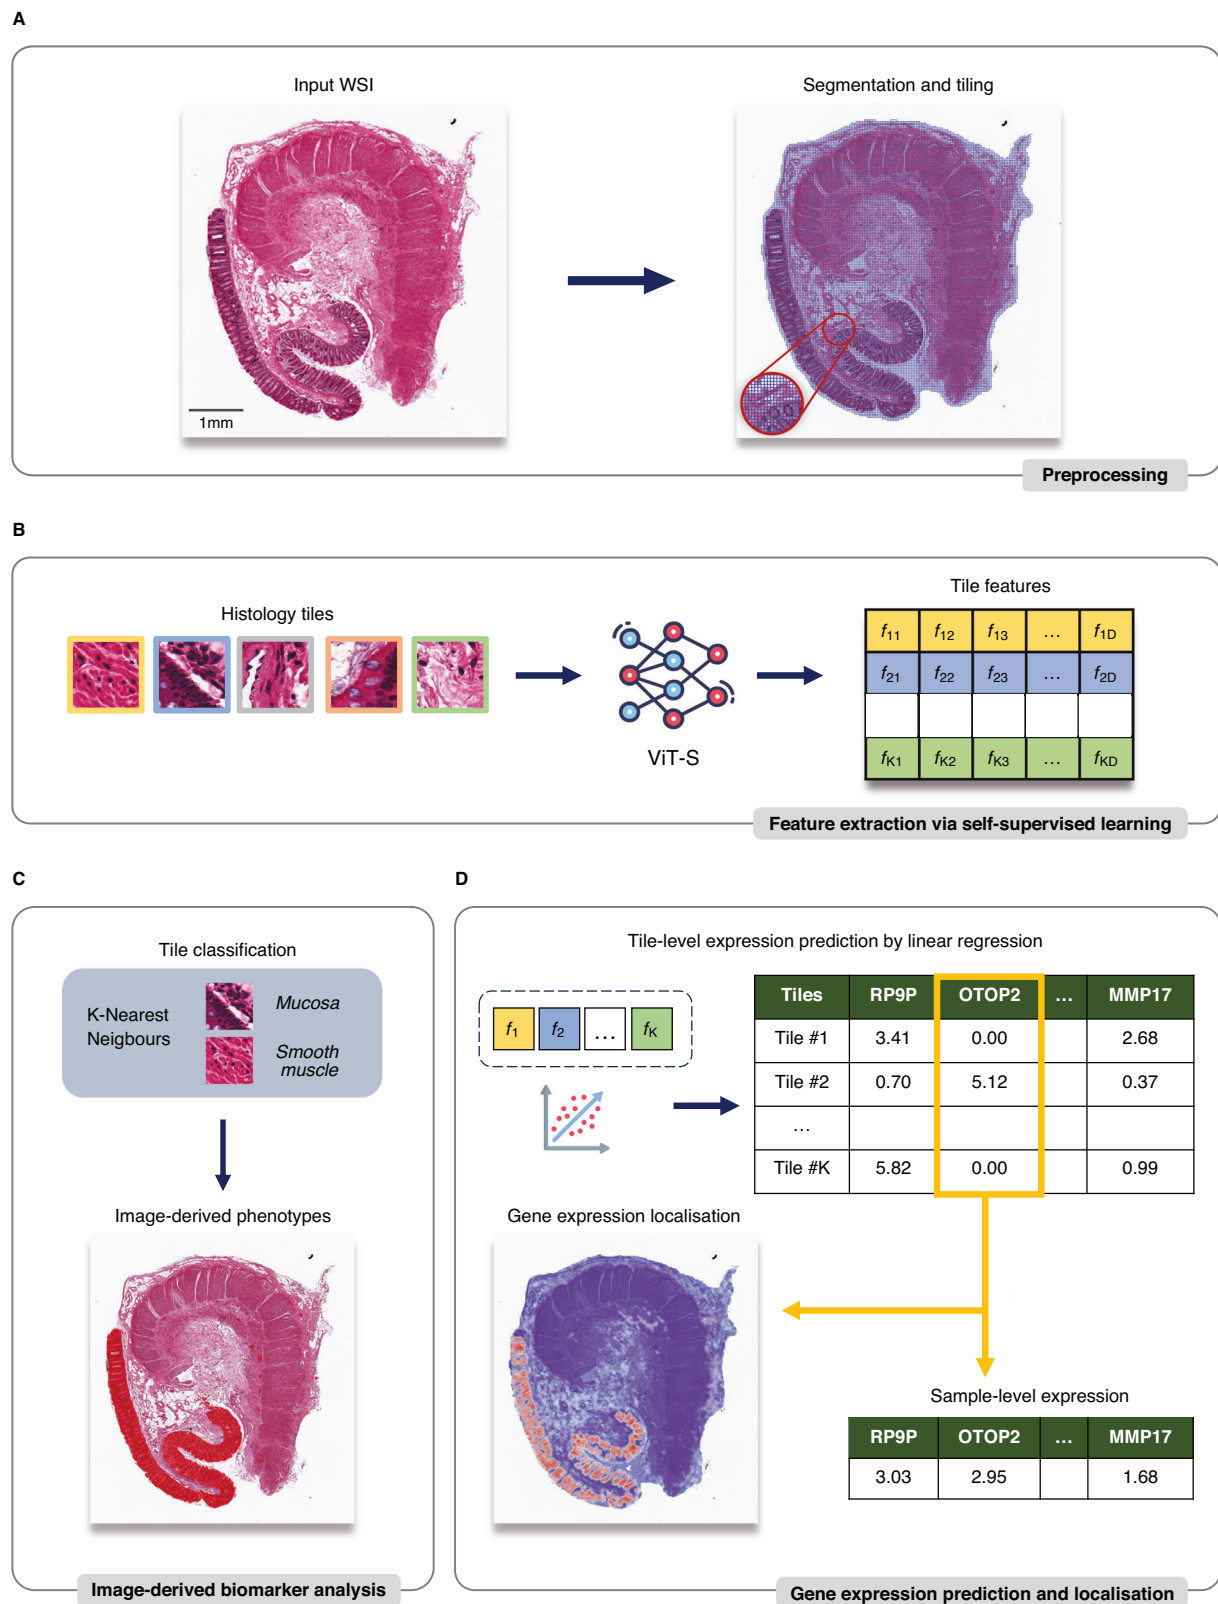 A
Input WSI
Segmentation and tiling
1mm
Preprocessing
B
Histology tiles
Tile features
ViT-S
f11 f12 f13 ... f1D
f21 f22 f23 ... f2D
fK1 fK2 fK3 ... fKD
Feature extraction via self-supervised learning
C
Tile classification
K-Nearest
Neigbours
Mucosa
Smooth
muscle
Image-derived phenotypes
Image-derived biomarker analysis
D
Tile-level expression prediction by linear regression
f1 f2 ... fK
Tiles RP9P OTOP2 ... MMP17
Tile #1 3.41 0.00 2.68
Tile #2 0.70 5.12 0.37
...
Tile #K 5.82 0.00 0.99
Gene expression localisation
Sample-level expression
RP9P OTOP2 ... MMP17
3.03 2.95 1.68
Gene expression prediction and localisation